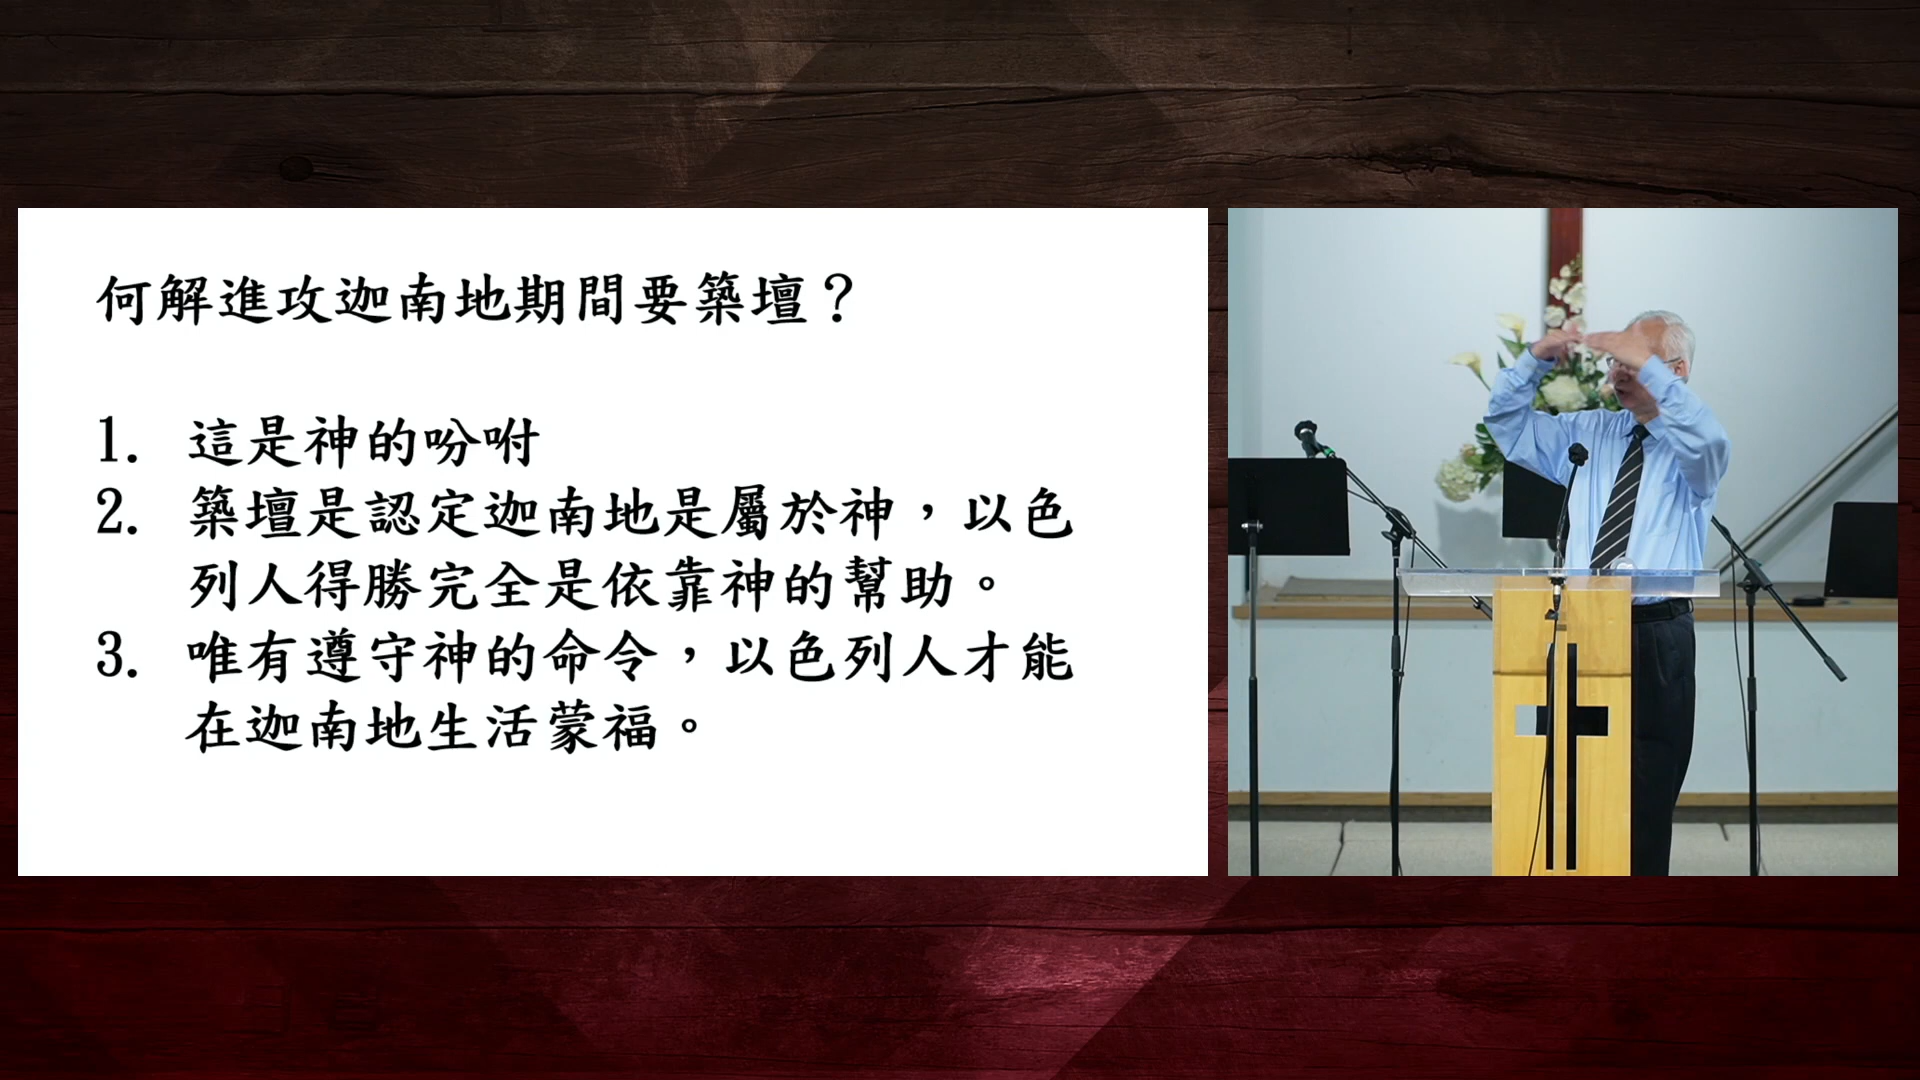 何解進攻迦南地期間要築壇？
1. 這是神的吩咐
2. 築壇是認定迦南地是屬於神，以色
列人得勝完全是依靠神的幫助。
3. 唯有遵守神的命令，以色列人才能
在迦南地生活蒙福。